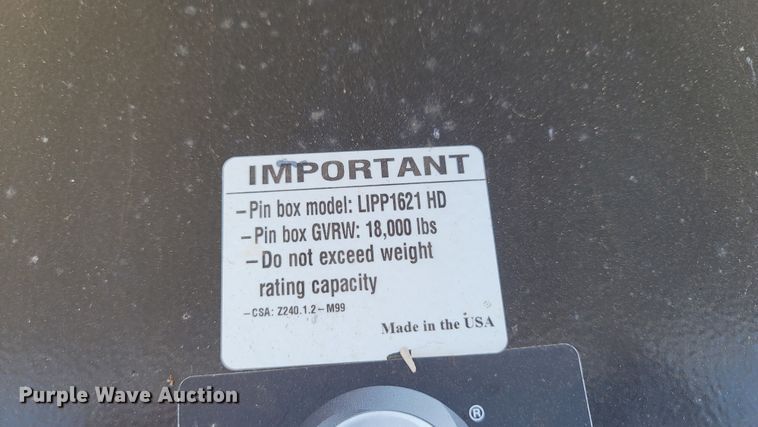 IMPORTANT
–Pin box model: LIPP1621 HD
–Pin box GVRW: 18,000 lbs
–Do not exceed weight
rating capacity
–CSA: Z240.1.2–M99
Made in the USA
®
Purple Wave Auction